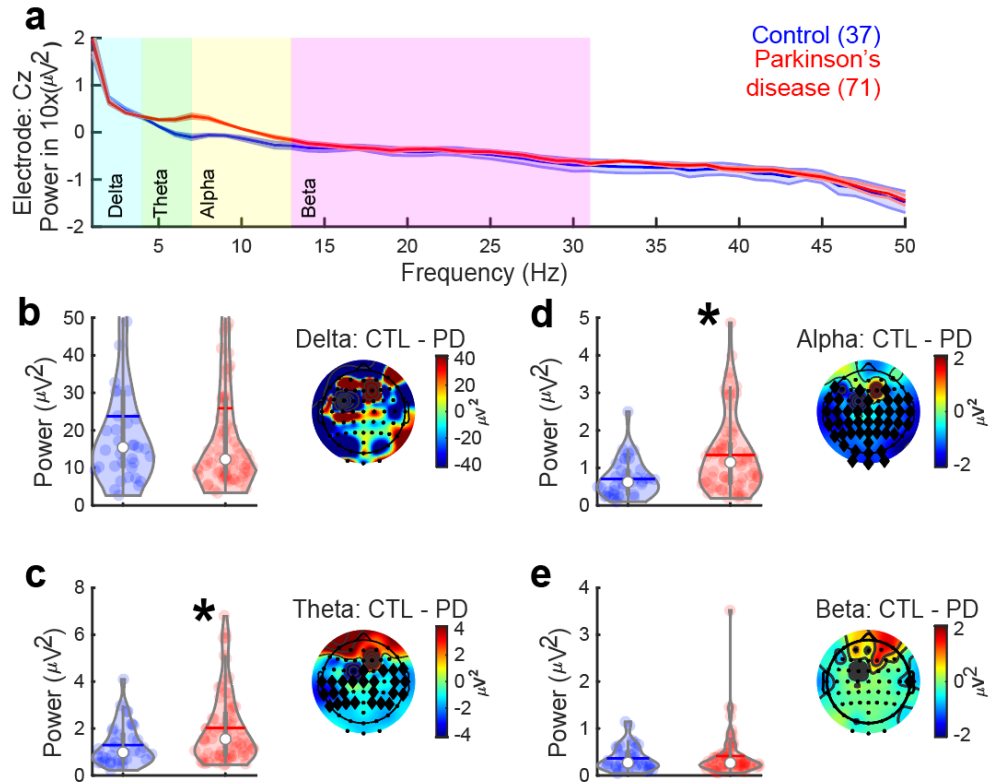 a
Electrode: Cz
Power in 10x(µV²)
2
1
0
-1
-2
Delta
Theta
Alpha
Beta
Control (37)
Parkinson's
disease (71)
5
10
15
20
25
30
35
40
45
50
Frequency (Hz)
b
Power (µV²)
50
40
30
20
10
0
Delta: CTL - PD
40
20
0
-20
-40
µV²
d
Power (µV²)
5
4
3
2
1
0
*
Alpha: CTL - PD
2
0
-2
µV²
c
Power (µV²)
8
6
4
2
0
*
Theta: CTL - PD
4
2
0
-2
-4
µV²
e
Power (µV²)
4
3
2
1
0
Beta: CTL - PD
2
0
-2
µV²